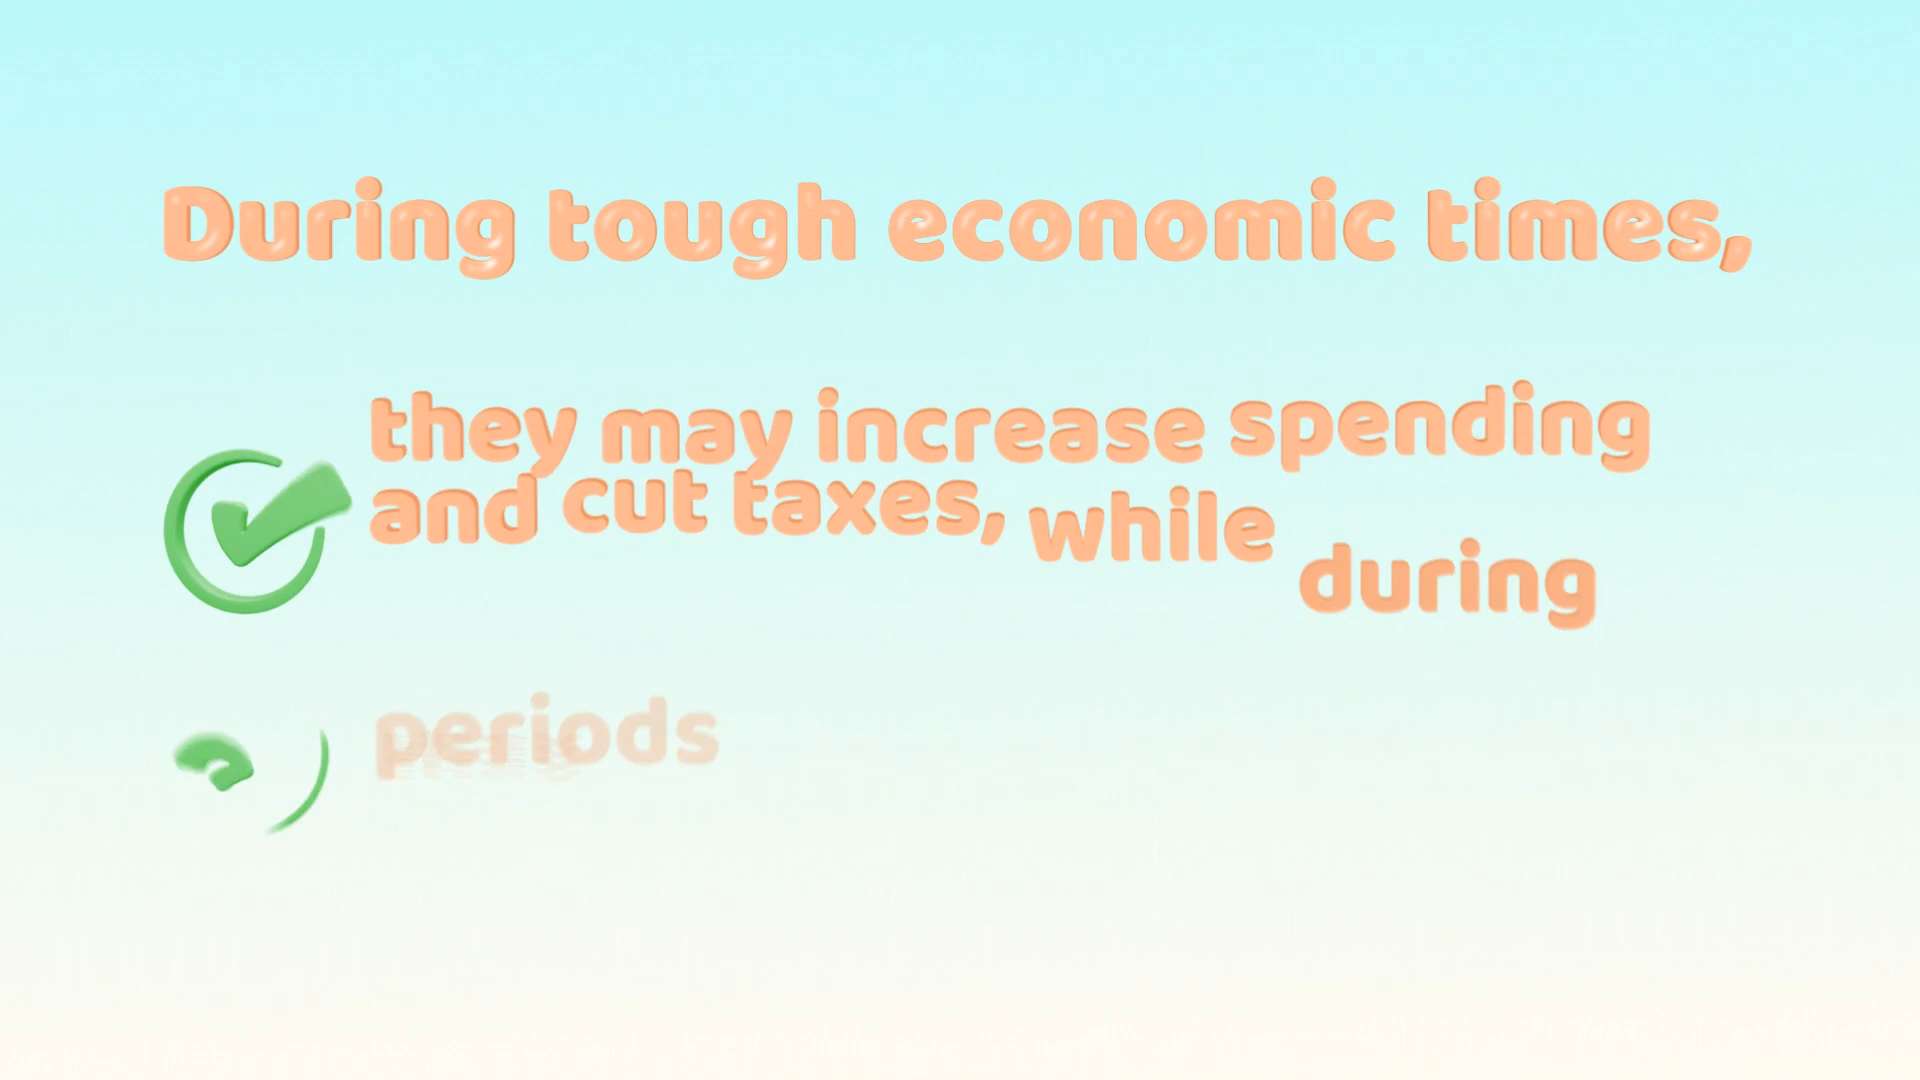 During tough economic times,
they may increase spending
and cut taxes, while during
periods